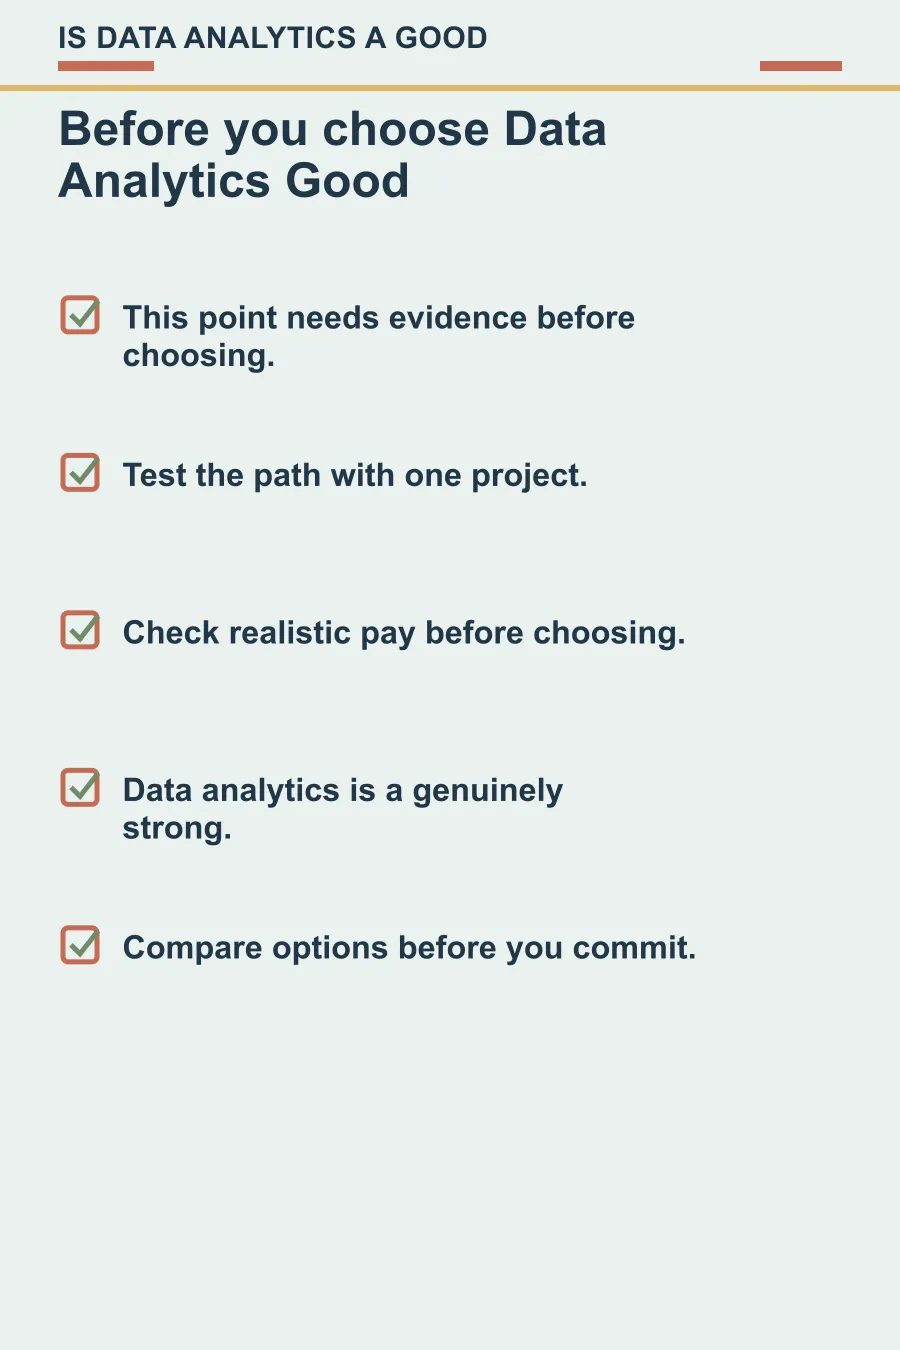 IS DATA ANALYTICS A GOOD
Before you choose Data
Analytics Good
This point needs evidence before
choosing.
Test the path with one project.
Check realistic pay before choosing.
Data analytics is a genuinely
strong.
Compare options before you commit.